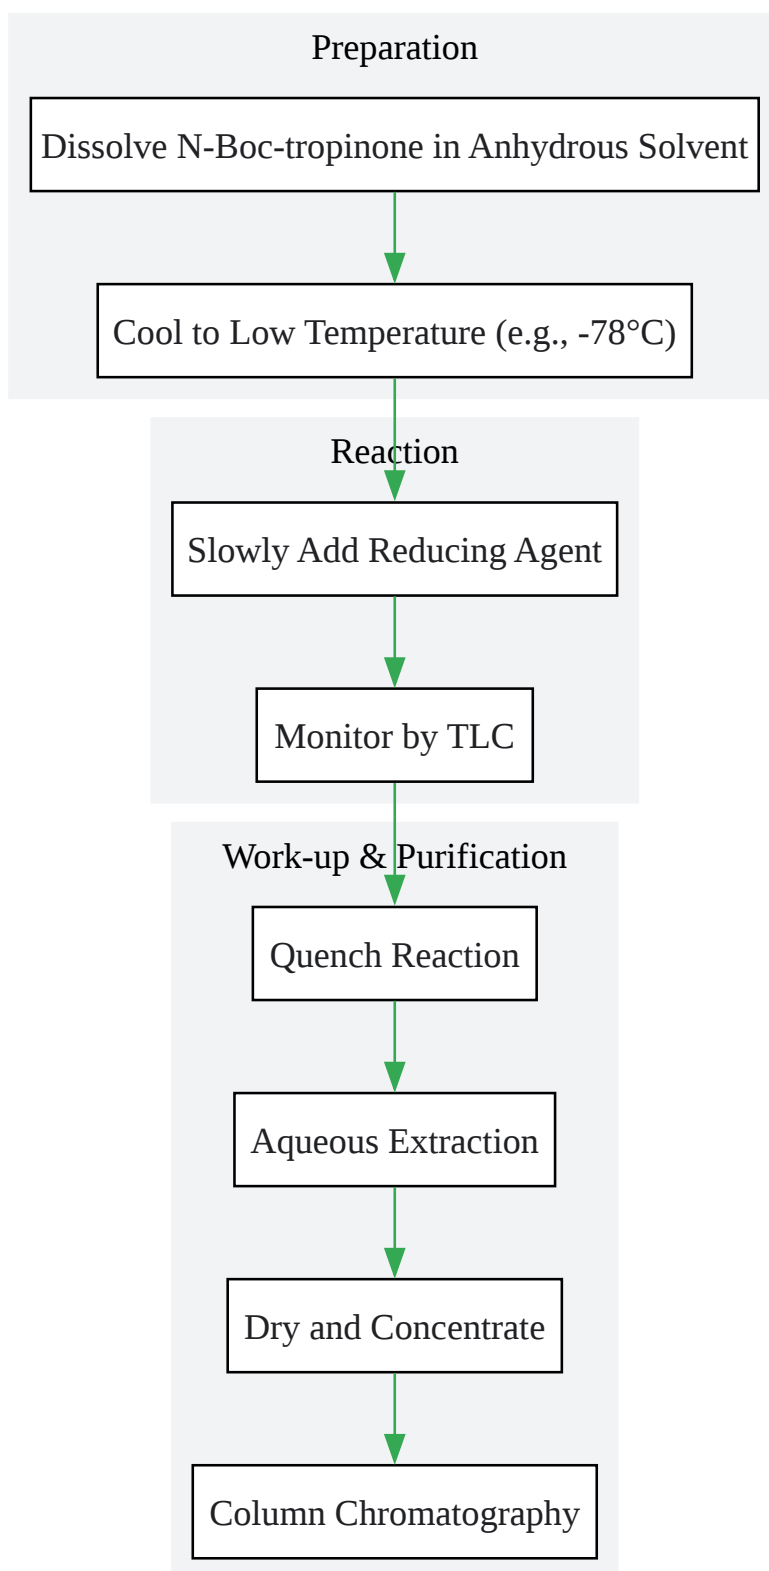 Preparation
Dissolve N-Boc-tropinone in Anhydrous Solvent
Cool to Low Temperature (e.g., -78°C)
Reaction
Slowly Add Reducing Agent
Monitor by TLC
Work-up & Purification
Quench Reaction
Aqueous Extraction
Dry and Concentrate
Column Chromatography